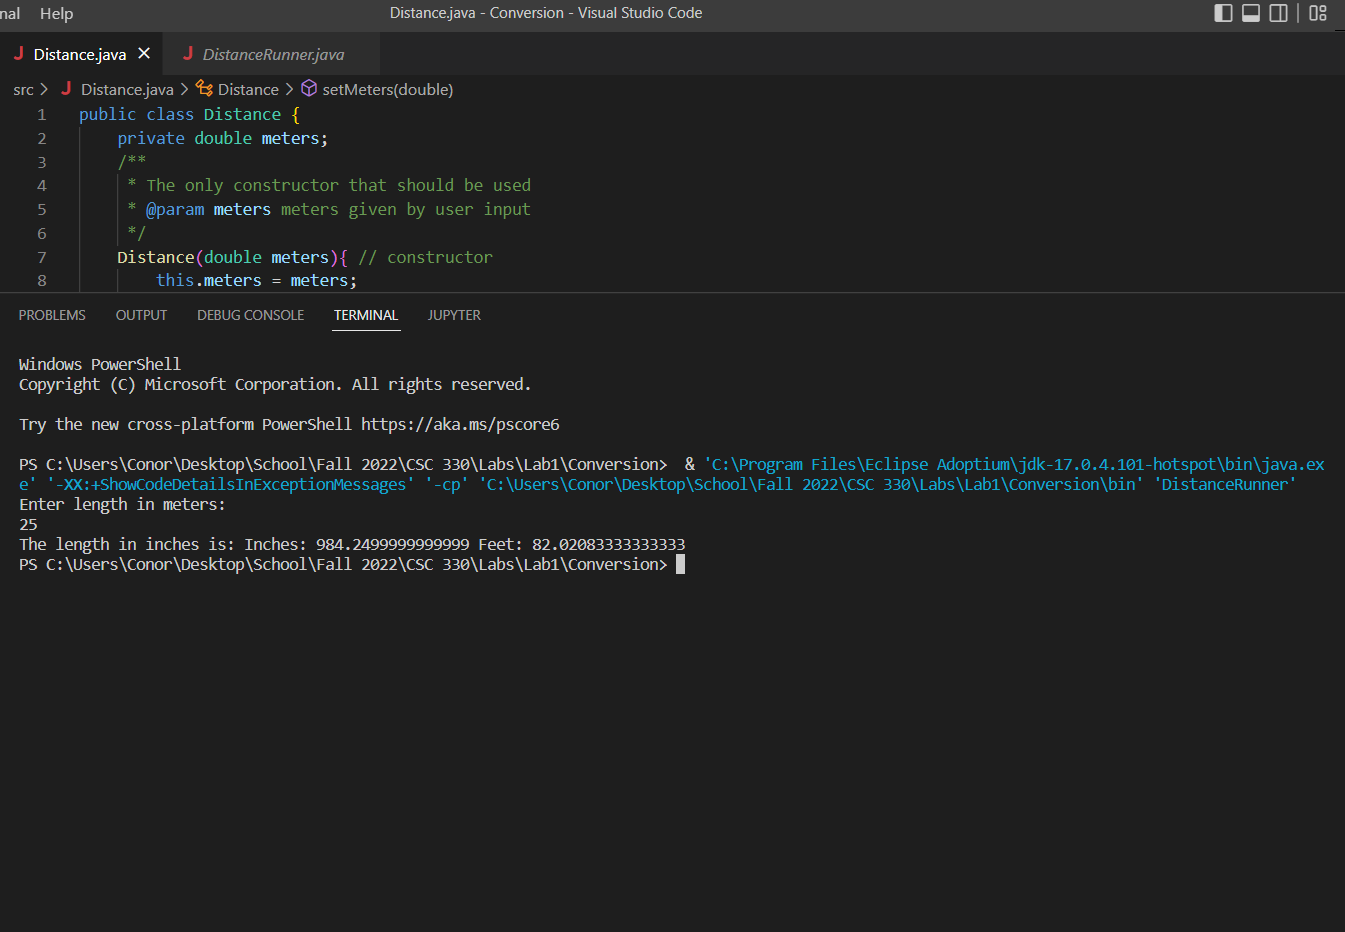 nal Help Distance.java - Conversion - Visual Studio Code
Distance.java DistanceRunner.java
src > Distance.java > Distance > setMeters(double)
1 public class Distance {
2 private double meters;
3 /**
4 * The only constructor that should be used
5 * @param meters meters given by user input
6 */
7 Distance(double meters){ // constructor
8 this.meters = meters;
PROBLEMS OUTPUT DEBUG CONSOLE TERMINAL JUPYTER
Windows PowerShell
Copyright (C) Microsoft Corporation. All rights reserved.
Try the new cross-platform PowerShell https://aka.ms/pscore6
PS C:\Users\Conor\Desktop\School\Fall 2022\CSC 330\Labs\Lab1\Conversion>  & 'C:\Program Files\Eclipse Adoptium\jdk-17.0.4.101-hotspot\bin\java.ex
e' '-XX:+ShowCodeDetailsInExceptionMessages' '-cp' 'C:\Users\Conor\Desktop\School\Fall 2022\CSC 330\Labs\Lab1\Conversion\bin' 'DistanceRunner'
Enter length in meters:
25
The length in inches is: Inches: 984.2499999999999 Feet: 82.02083333333333
PS C:\Users\Conor\Desktop\School\Fall 2022\CSC 330\Labs\Lab1\Conversion>